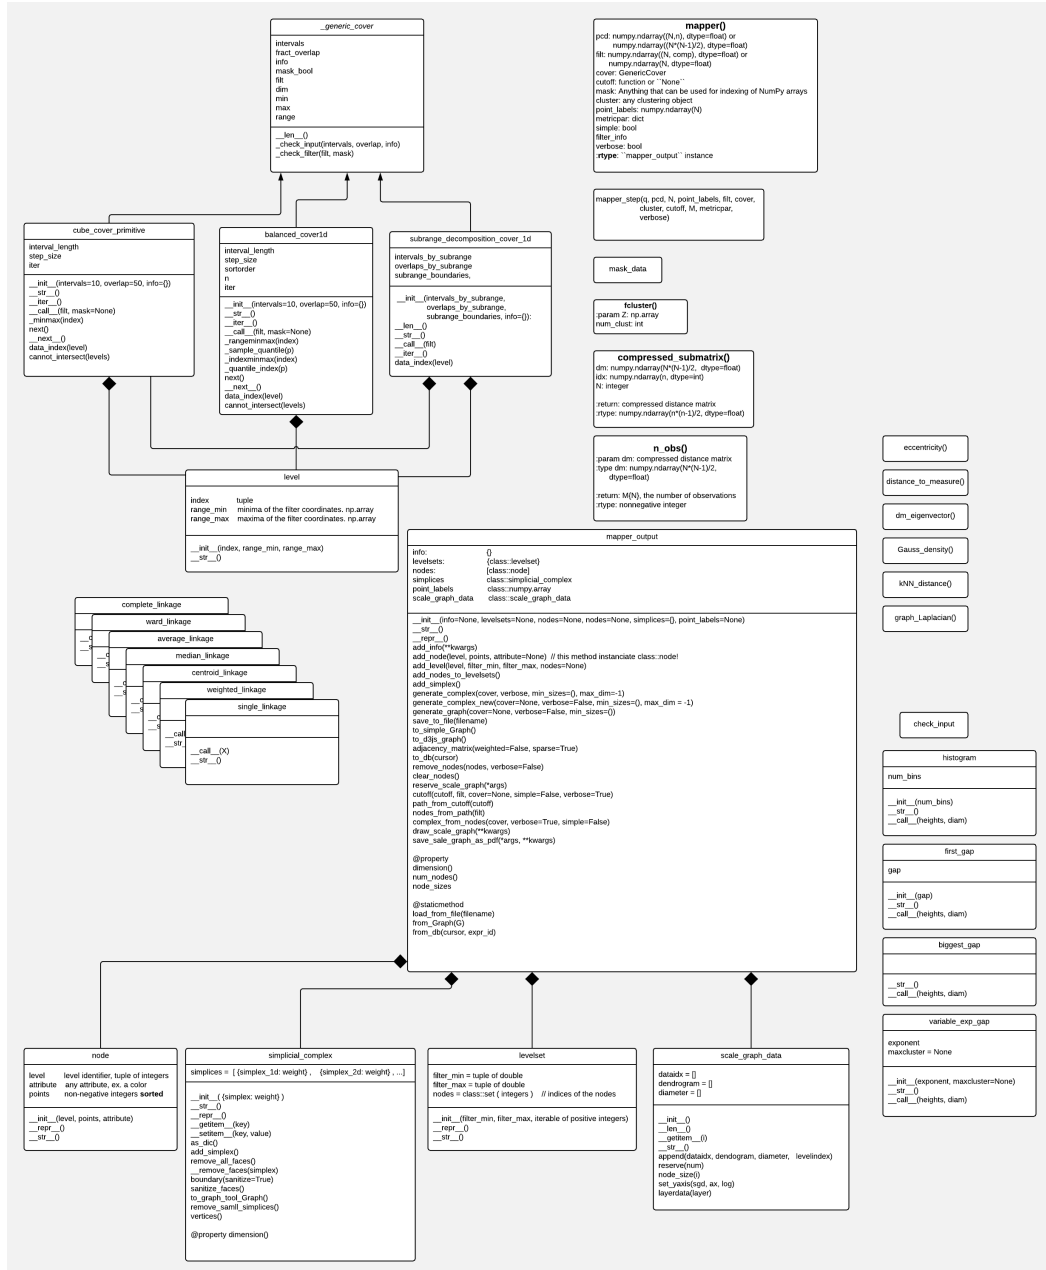 _generic_cover
intervals
fract_overlap
info
mask_bool
filt
dim
min
max
range
__len__()
_check_input(intervals, overlap, info)
_check_filter(filt, mask)
mapper()
pcd: numpy.ndarray((N,n), dtype=float) or
numpy.ndarray((N*(N-1)/2), dtype=float)
filt: numpy.ndarray((N, comp), dtype=float) or
numpy.ndarray(N, dtype=float)
cover: GenericCover
cutoff: function or ``None``
mask: Anything that can be used for indexing of NumPy arrays
cluster: any clustering object
point_labels: numpy.ndarray(N)
metricpar: dict
simple: bool
filter_info
verbose: bool
:rtype: ``mapper_output`` instance
mapper_step(q, pcd, N, point_labels, filt, cover,
cluster, cutoff, M, metricpar,
verbose)
mask_data
fcluster()
:param Z: np.array
num_clust: int
compressed_submatrix()
dm: numpy.ndarray(N*(N-1)/2, dtype=float)
idx: numpy.ndarray(n, dtype=int)
N: integer
:return: compressed distance matrix
:rtype: numpy.ndarray(n*(n-1)/2, dtype=float)
n_obs()
:param dm: compressed distance matrix
:type dm: numpy.ndarray(N*(N-1)/2,
dtype=float)
:return: M{N}, the number of observations
:rtype: nonnegative integer
cube_cover_primitive
interval_length
step_size
iter
__init__(intervals=10, overlap=50, info={})
__str__()
__iter__()
__call__(filt, mask=None)
_minmax(index)
next()
__next__()
data_index(level)
cannot_intersect(levels)
balanced_cover1d
interval_length
step_size
sortorder
n
iter
__init__(intervals=10, overlap=50, info={})
__str__()
__iter__()
__call__(filt, mask=None)
_rangeminmax(index)
_sample_quantile(p)
_indexminmax(index)
_quantile_index(p)
next()
__next__()
data_index(level)
cannot_intersect(levels)
subrange_decomposition_cover_1d
intervals_by_subrange
overlaps_by_subrange
subrange_boundaries,
__init__(intervals_by_subrange,
overlaps_by_subrange,
subrange_boundaries, info={}):
__len__()
__str__()
__call__(filt)
__iter__()
data_index(level)
level
index tuple
range_min minima of the filter coordinates. np.array
range_max maxima of the filter coordinates. np.array
__init__(index, range_min, range_max)
__str__()
eccentricity()
distance_to_measure()
dm_eigenvector()
Gauss_density()
kNN_distance()
graph_Laplacian()
mapper_output
info: {}
levelsets: {class::levelset}
nodes: [class::node]
simplices class::simplicial_complex
point_labels class::numpy.array
scale_graph_data class::scale_graph_data
__init__(info=None, levelsets=None, nodes=None, nodes=None, simplices={}, point_labels=None)
__str__()
__repr__()
add_info(**kwargs)
add_node(level, points, attribute=None) // this method instanciate class::node!
add_level(level, filter_min, filter_max, nodes=None)
add_nodes_to_levelsets()
add_simplex()
generate_complex(cover, verbose, min_sizes=(), max_dim=-1)
generate_complex_new(cover=None, verbose=False, min_sizes=(), max_dim = -1)
generate_graph(cover=None, verbose=False, min_sizes=())
save_to_file(filename)
to_simple_Graph()
to_d3js_graph()
adjacency_matrix(weighted=False, sparse=True)
to_db(cursor)
remove_nodes(nodes, verbose=False)
clear_nodes()
reserve_scale_graph(*args)
cutoff(cutoff, filt, cover=None, simple=False, verbose=True)
path_from_cutoff(cutoff)
nodes_from_path(filt)
complex_from_nodes(cover, verbose=True, simple=False)
draw_scale_graph(**kwargs)
save_sale_graph_as_pdf(*args, **kwargs)
@property
dimension()
num_nodes()
node_sizes
@staticmethod
load_from_file(filename)
from_Graph(G)
from_db(cursor, expr_id)
complete_linkage
__c
ward_linkage
__c
average_linkage
__c
median_linkage
__c
__st
centroid_linkage
__c
__st
weighted_linkage
__call
__str_
single_linkage
__call__(X)
__str__()
check_input
histogram
num_bins
__init__(num_bins)
__str__()
__call__(heights, diam)
first_gap
gap
__init__(gap)
__str__()
__call__(heights, diam)
biggest_gap
__str__()
__call__(heights, diam)
variable_exp_gap
exponent
maxcluster = None
__init__(exponent, maxcluster=None)
__str__()
__call__(heights, diam)
node
level level identifier, tuple of integers
attribute any attribute, ex. a color
points non-negative integers sorted
__init__(level, points, attribute)
__repr__()
__str__()
simplicial_complex
simplices = [ {simplex_1d: weight} , {simplex_2d: weight} , ...]
__init__( {simplex: weight} )
__str__()
__repr__()
__getitem__(key)
__setitem__(key, value)
as_dic()
add_simplex()
remove_all_faces()
__remove_faces(simplex)
boundary(sanitize=True)
sanitize_faces()
to_graph_tool_Graph()
remove_samll_simplices()
vertices()
@property dimension()
levelset
filter_min = tuple of double
filter_max = tuple of double
nodes = class::set ( integers ) // indices of the nodes
__init__(filter_min, filter_max, iterable of positive integers)
__repr__()
__str__()
scale_graph_data
dataidx = []
dendrogram = []
diameter = []
__init__()
__len__()
__getitem__(i)
__str__()
append(dataidx, dendogram, diameter, levelindex)
reserve(num)
node_size(i)
set_yaxis(sgd, ax, log)
layerdata(layer)